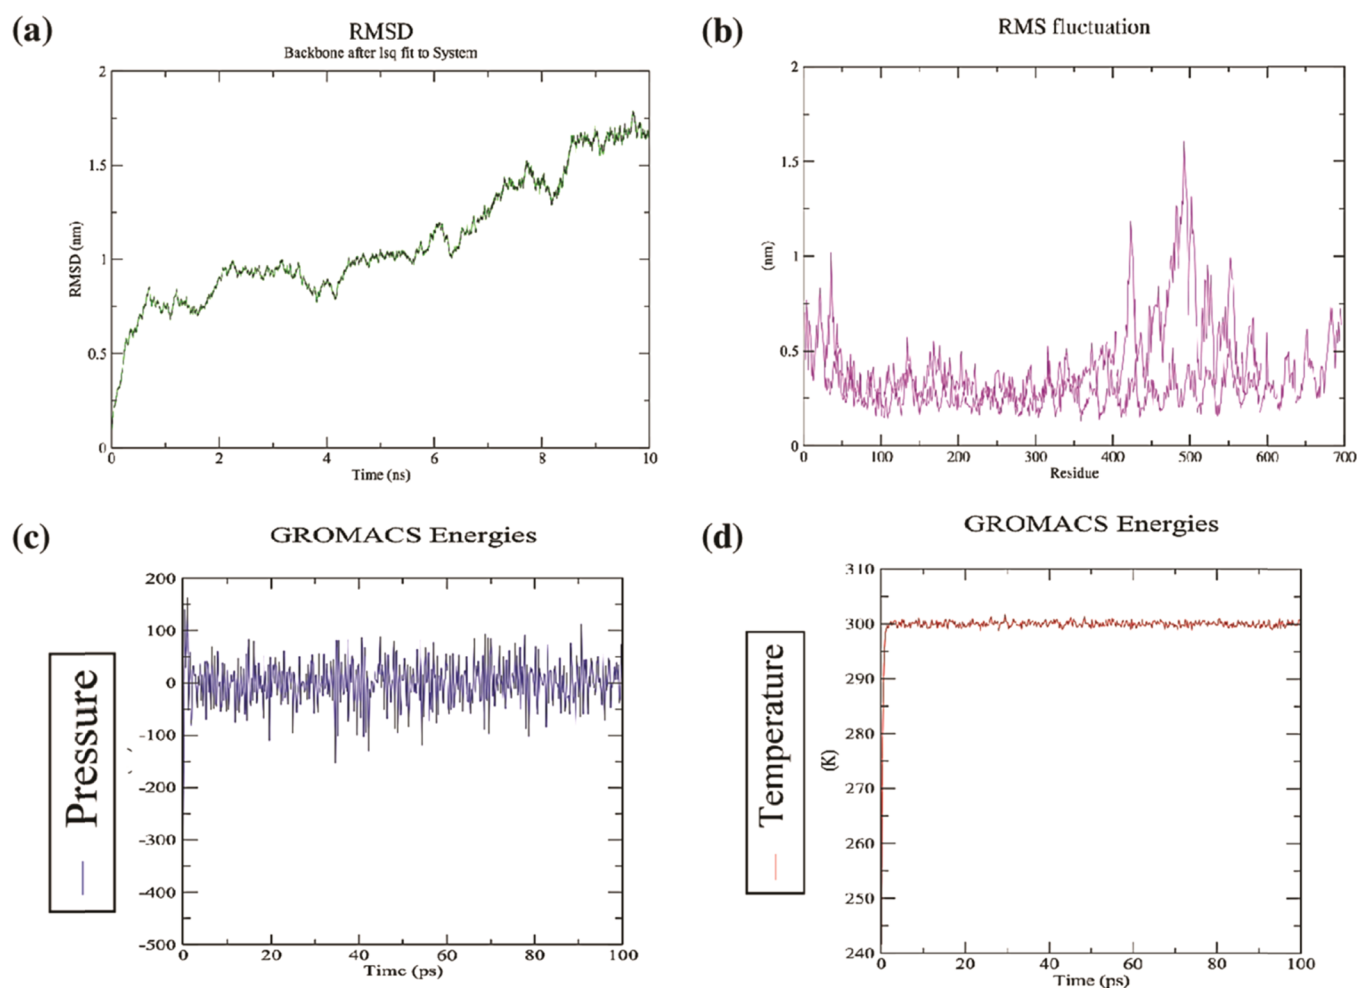 (a)
RMSD
Backbone after lsq fit to System
2
1.5
1
0.5
0
RMSD (nm)
0 2 4 6 8 10
Time (ns)
(b)
RMS fluctuation
2
1.5
1
0.5
0
(nm)
0 100 200 300 400 500 600 700
Residue
(c)
GROMACS Energies
Pressure
200
100
0
-100
-200
-300
-400
-500
0 20 40 60 80 100
Time (ps)
(d)
GROMACS Energies
Temperature
(K)
310
300
290
280
270
260
250
240
0 20 40 60 80 100
Time (ps)